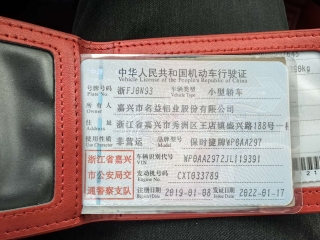 中华人民共和国机动车行驶证
Vehicle License of the People's Republic of China
号牌号码 浙FJ0N93 车辆类型 小型轿车
Plate No. Vehicle Type
所有人 嘉兴市名益铝业股份有限公司
Owner
住址 浙江省嘉兴市秀洲区王店镇盛兴路188号一
Address
使用性质 非营运 品牌型号 保时捷牌WP0AA297
Use Character Model
浙江省嘉兴 车辆识别代号 WP0AA297ZJL119391
VIN
市公安局交 发动机号码 CXT033789
Engine No.
通警察支队 注册日期 2019-01-08 发证日期 2022-01-17
Register Date Issue Date